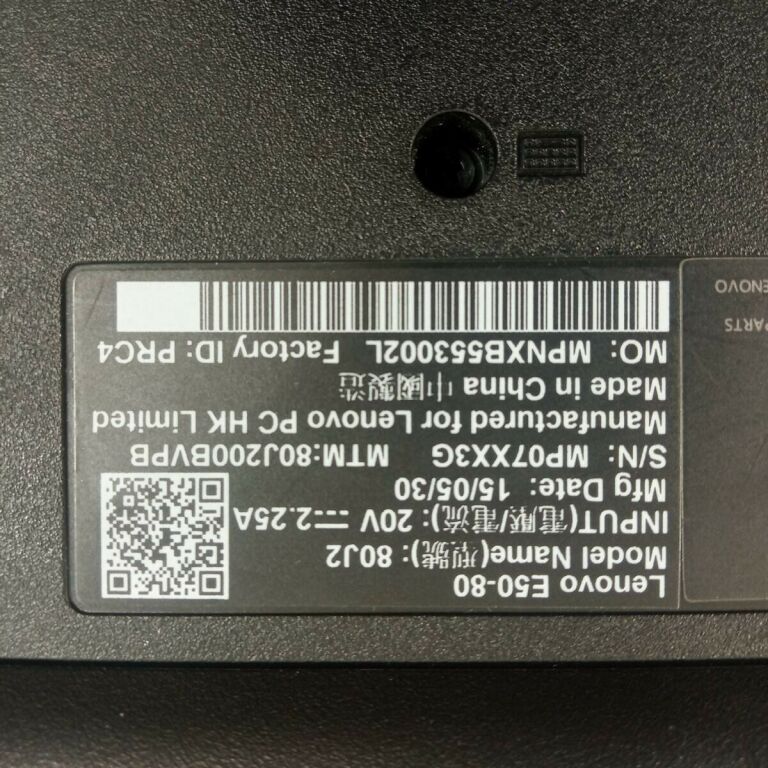 Lenovo E50-80
Model Name(型號): 80J2
INPUT(電壓/電流): 20V ⎓2.25A
Mfg Date: 15/05/30
S/N: MP07XX3G MTM:80J200BVPB
Manufactured for Lenovo PC HK Limited
Made in China 中國製造
MO: MPNXB553002L Factory ID: PRC4
PARTS
LENOVO